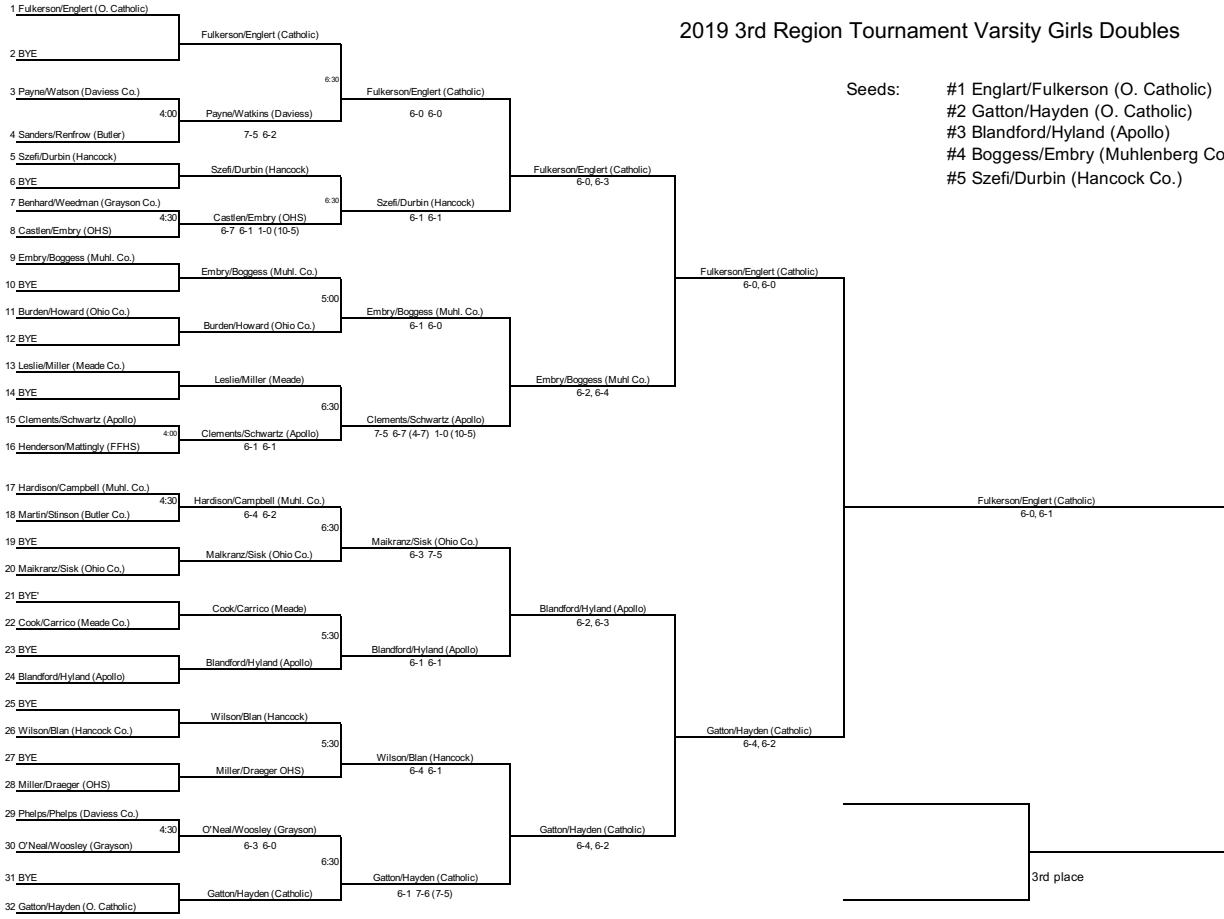 2019 3rd Region Tournament Varsity Girls Doubles
Seeds:
#1 Englart/Fulkerson (O. Catholic)
#2 Gatton/Hayden (O. Catholic)
#3 Blandford/Hyland (Apollo)
#4 Boggess/Embry (Muhlenberg Co
#5 Szefi/Durbin (Hancock Co.)
1 Fulkerson/Englert (O. Catholic)
2 BYE
3 Payne/Watson (Daviess Co.)
4:00
4 Sanders/Renfrow (Butler)
5 Szefi/Durbin (Hancock)
6 BYE
7 Benhard/Weedman (Grayson Co.)
4:30
8 Castlen/Embry (OHS)
9 Embry/Boggess (Muhl. Co.)
10 BYE
11 Burden/Howard (Ohio Co.)
12 BYE
13 Leslie/Miller (Meade Co.)
14 BYE
15 Clements/Schwartz (Apollo)
4:00
16 Henderson/Mattingly (FFHS)
17 Hardison/Campbell (Muhl. Co.)
4:30
18 Martin/Stinson (Butler Co.)
19 BYE
20 Maikranz/Sisk (Ohio Co,)
21 BYE'
22 Cook/Carrico (Meade Co.)
23 BYE
24 Blandford/Hyland (Apollo)
25 BYE
26 Wilson/Blan (Hancock Co.)
27 BYE
28 Miller/Draeger (OHS)
29 Phelps/Phelps (Daviess Co.)
4:30
30 O'Neal/Woosley (Grayson)
31 BYE
32 Gatton/Hayden (O. Catholic)
Fulkerson/Englert (Catholic)
6:30
Payne/Watkins (Daviess)
7-5 6-2
Szefi/Durbin (Hancock)
6:30
Castlen/Embry (OHS)
6-7 6-1 1-0 (10-5)
Embry/Boggess (Muhl. Co.)
5:00
Burden/Howard (Ohio Co.)
Leslie/Miller (Meade)
6:30
Clements/Schwartz (Apollo)
6-1 6-1
Hardison/Campbell (Muhl. Co.)
6-4 6-2
6:30
Malkranz/Sisk (Ohio Co.)
Cook/Carrico (Meade)
5:30
Blandford/Hyland (Apollo)
Wilson/Blan (Hancock)
5:30
Miller/Draeger OHS)
O'Neal/Woosley (Grayson)
6-3 6-0
6:30
Gatton/Hayden (Catholic)
Fulkerson/Englert (Catholic)
6-0 6-0
Szefi/Durbin (Hancock)
6-1 6-1
Embry/Boggess (Muhl. Co.)
6-1 6-0
Clements/Schwartz (Apollo)
7-5 6-7 (4-7) 1-0 (10-5)
Maikranz/Sisk (Ohio Co.)
6-3 7-5
Blandford/Hyland (Apollo)
6-1 6-1
Wilson/Blan (Hancock)
6-4 6-1
Gatton/Hayden (Catholic)
6-1 7-6 (7-5)
Fulkerson/Englert (Catholic)
6-0, 6-3
Embry/Boggess (Muhl Co.)
6-2, 6-4
Blandford/Hyland (Apollo)
6-2, 6-3
Gatton/Hayden (Catholic)
6-4, 6-2
Fulkerson/Englert (Catholic)
6-0, 6-0
Gatton/Hayden (Catholic)
6-4, 6-2
Fulkerson/Englert (Catholic)
6-0, 6-1
3rd place